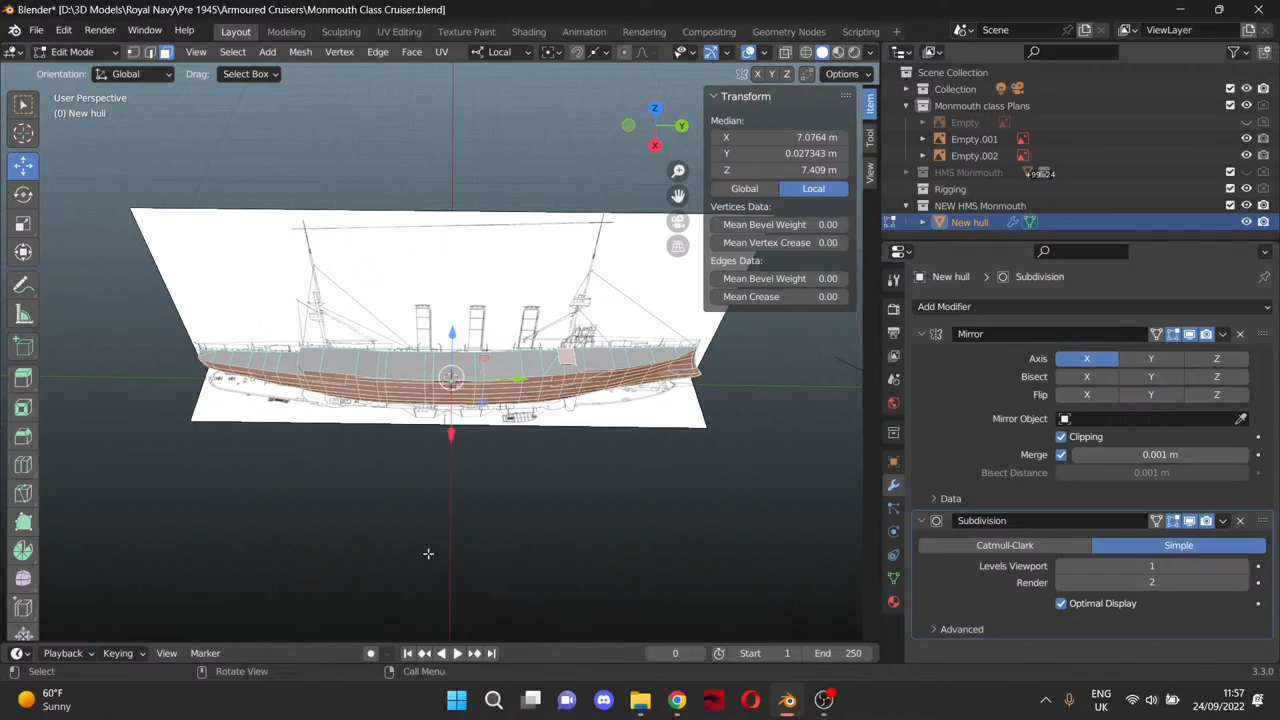 Blender* [D:\3D Models\Royal Navy\Pre 1945\Armoured Cruisers\Monmouth Class Cruiser.blend]
File Edit Render Window Help Layout Modeling Sculpting UV Editing Texture Paint Shading Animation Rendering Compositing Geometry Nodes Scripting Scene ViewLayer
Edit Mode View Select Add Mesh Vertex Edge Face UV Local
Orientation: Global Drag: Select Box X Y Z Options
User Perspective
(0) New hull
Z
Y
X
Transform
Median:
X 7.0764 m
Y 0.027343 m
Z 7.409 m
Global Local
Vertices Data:
Mean Bevel Weight 0.00
Mean Vertex Crease 0.00
Edges Data:
Mean Bevel Weight 0.00
Mean Crease 0.00
Item
Tool
View
Scene Collection
Collection
Monmouth class Plans
Empty
Empty.001
Empty.002
HMS Monmouth +99 24
Rigging
NEW HMS Monmouth
New hull
New hull Subdivision
Add Modifier
Mirror
Axis X Y Z
Bisect X Y Z
Flip X Y Z
Mirror Object
Clipping
Merge 0.001 m
Bisect Distance 0.001 m
Data
Subdivision
Catmull-Clark Simple
Levels Viewport 1
Render 2
Optimal Display
Advanced
Playback Keying View Marker 0 Start 1 End 250
Select Rotate View Call Menu 3.3.0
60°F
Sunny
ENG
UK
11:57
24/09/2022